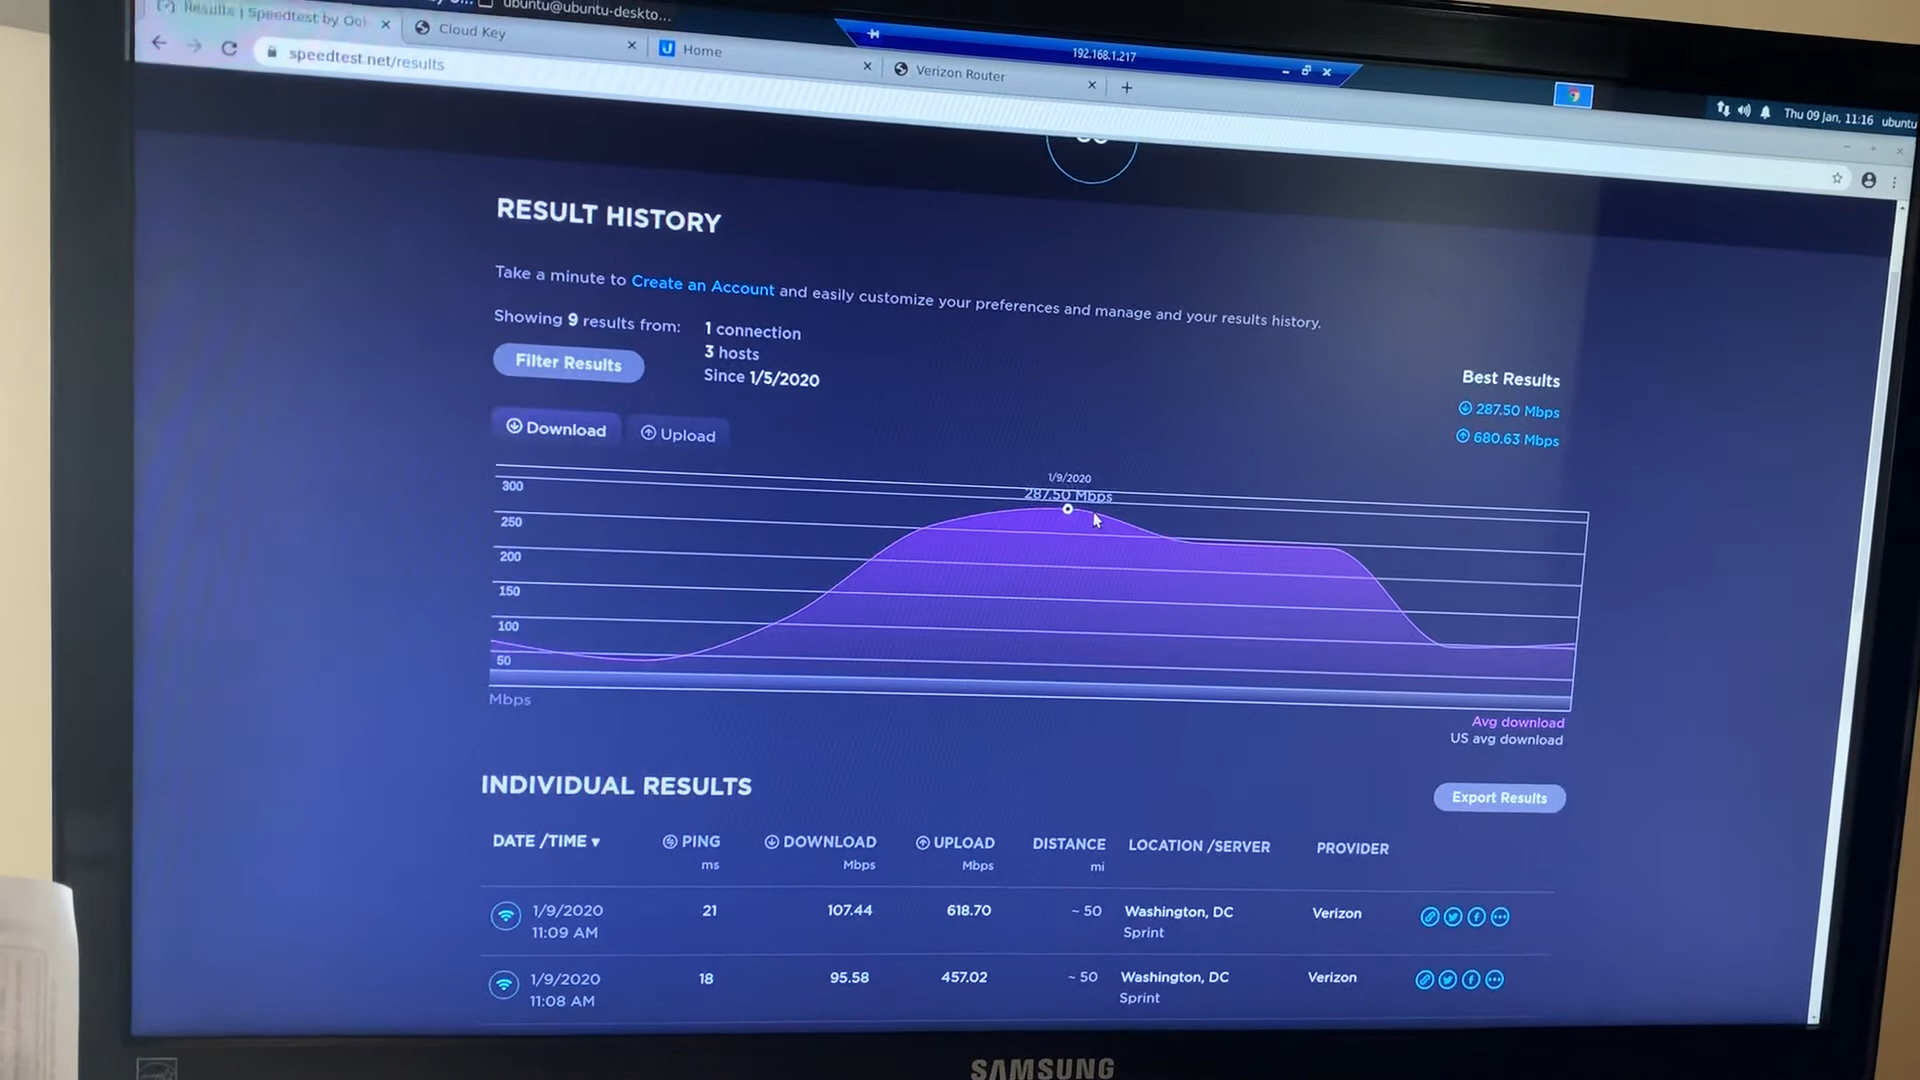 ubuntu@ubuntu-deskto...
Results | Speedtest by Ool
Cloud Key
Home
Verizon Router
192.168.1.217
Thu 09 Jan, 11:16 ubuntu
speedtest.net/results
RESULT HISTORY
Take a minute to Create an Account and easily customize your preferences and manage and your results history.
Showing 9 results from:
1 connection
3 hosts
Since 1/5/2020
Filter Results
Best Results
287.50 Mbps
680.63 Mbps
Download
Upload
1/9/2020
287.50 Mbps
300
250
200
150
100
50
Mbps
Avg download
US avg download
INDIVIDUAL RESULTS
Export Results
DATE /TIME PING DOWNLOAD UPLOAD DISTANCE LOCATION /SERVER PROVIDER
ms Mbps Mbps mi
1/9/2020 21 107.44 618.70 ~ 50 Washington, DC Verizon
11:09 AM Sprint
1/9/2020 18 95.58 457.02 ~ 50 Washington, DC Verizon
11:08 AM Sprint
SAMSUNG